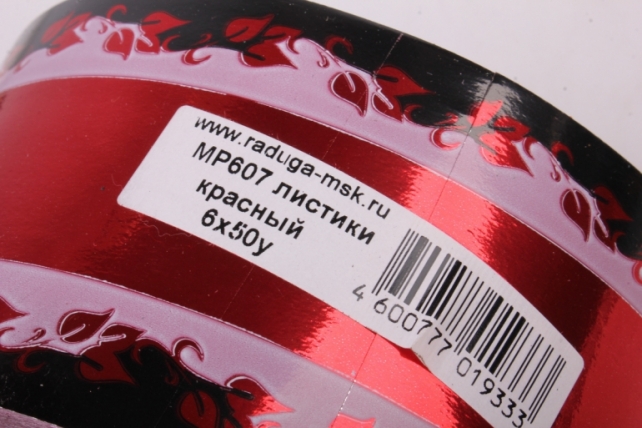 www.raduga-msk.ru
MP607 листики
красный
6x50y
4 600777 019333